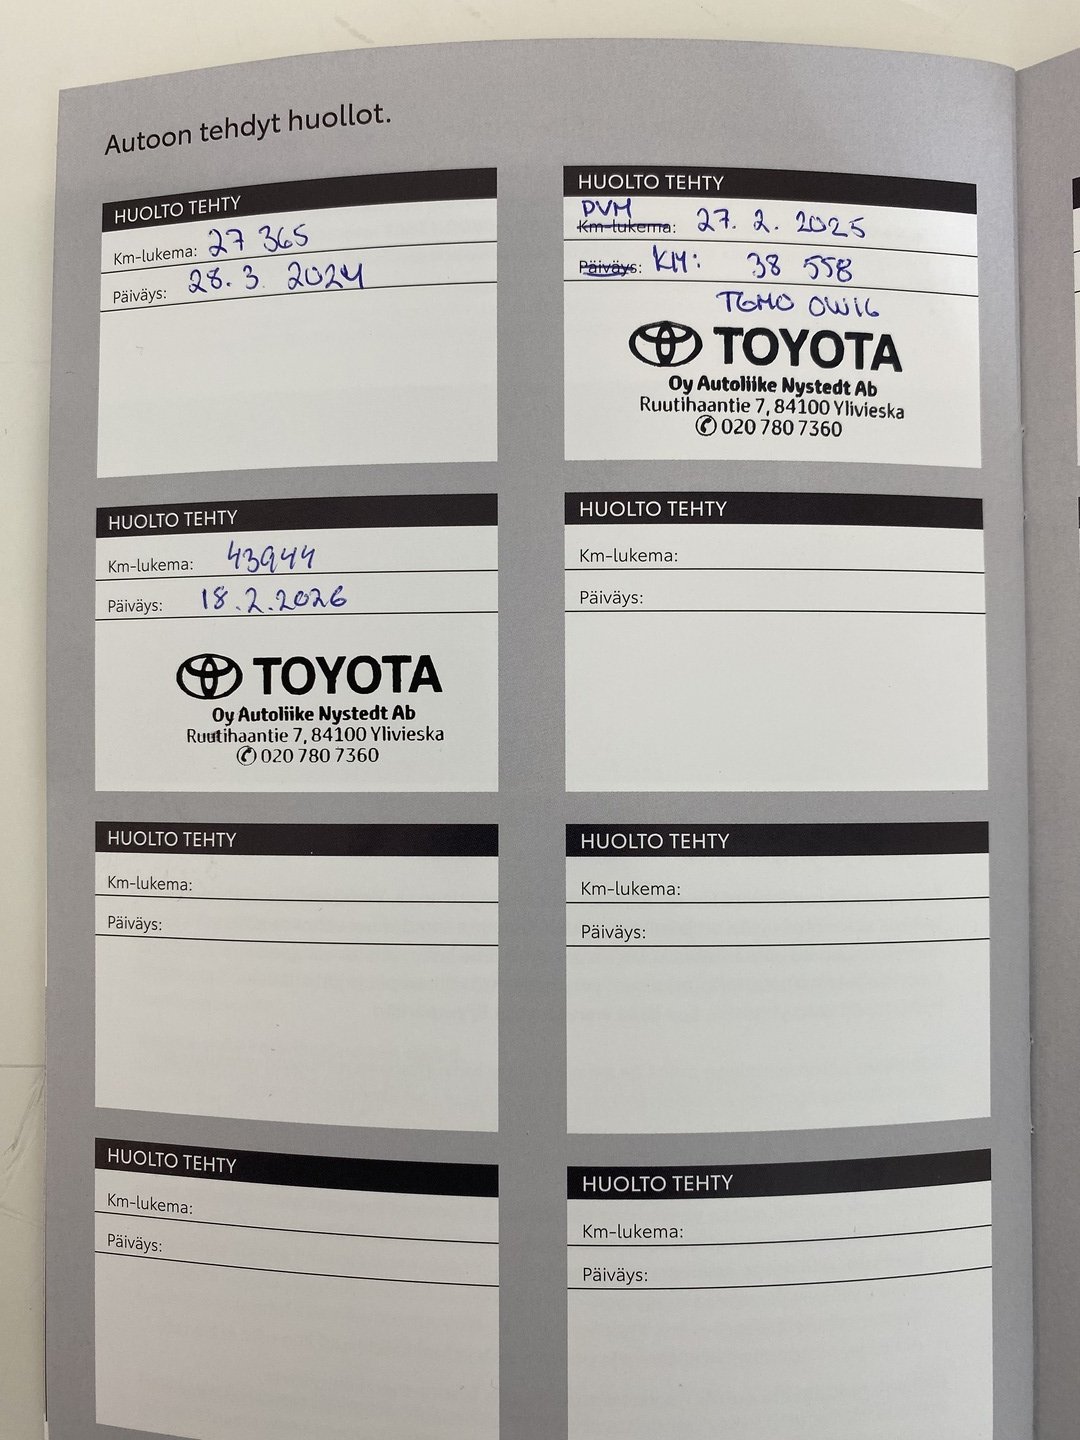 Autoon tehdyt huollot.
HUOLTO TEHTY
Km-lukema: 27 365
Päiväys: 28.3. 2024
HUOLTO TEHTY
PVM
Km-lukema: 27. 2. 2025
Päiväys: KM: 38 558
TGMO 0W16
TOYOTA
Oy Autoliike Nystedt Ab
Ruutihaantie 7, 84100 Ylivieska
020 780 7360
HUOLTO TEHTY
Km-lukema: 43944
Päiväys: 18.2.2026
TOYOTA
Oy Autoliike Nystedt Ab
Ruutihaantie 7, 84100 Ylivieska
020 780 7360
HUOLTO TEHTY
Km-lukema:
Päiväys:
HUOLTO TEHTY
Km-lukema:
Päiväys:
HUOLTO TEHTY
Km-lukema:
Päiväys:
HUOLTO TEHTY
Km-lukema:
Päiväys:
HUOLTO TEHTY
Km-lukema:
Päiväys: